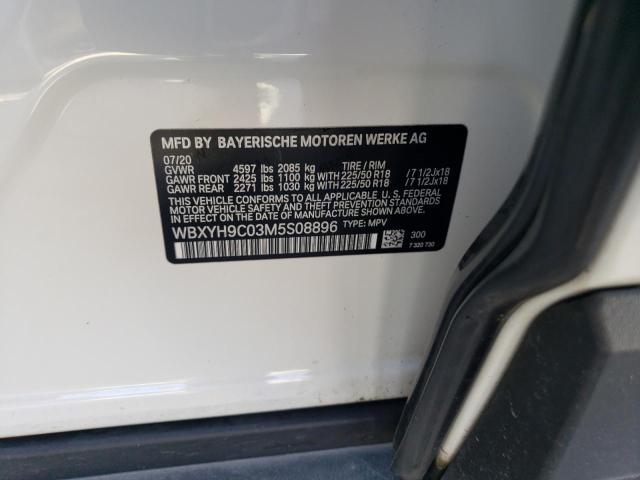 MFD BY BAYERISCHE MOTOREN WERKE AG
07/20
GVWR 4597 lbs 2085 kg TIRE / RIM
GAWR FRONT 2425 lbs 1100 kg WITH 225/50 R18 /7 1/2Jx18
GAWR REAR 2271 lbs 1030 kg WITH 225/50 R18 /7 1/2Jx18
THIS VEHICLE CONFORMS TO ALL APPLICABLE U. S. FEDERAL
MOTOR VEHICLE SAFETY, BUMPER, AND THEFT PREVENTION
STANDARDS IN EFFECT ON THE DATE OF MANUFACTURE SHOWN ABOVE.
WBXYH9C03M5S08896 TYPE: MPV
300
7 320 730